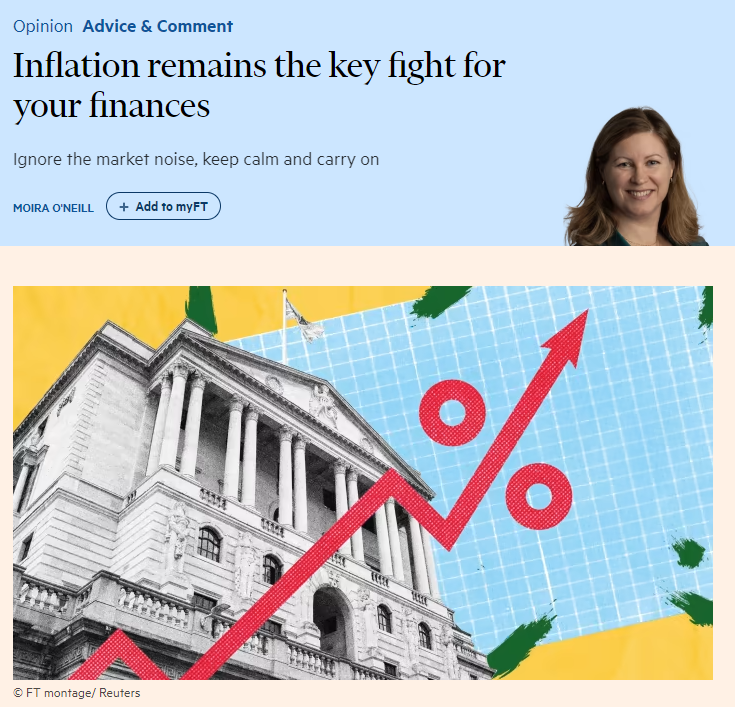 Opinion Advice & Comment
Inflation remains the key fight for
your finances
Ignore the market noise, keep calm and carry on
MOIRA O'NEILL + Add to myFT
%
© FT montage/ Reuters